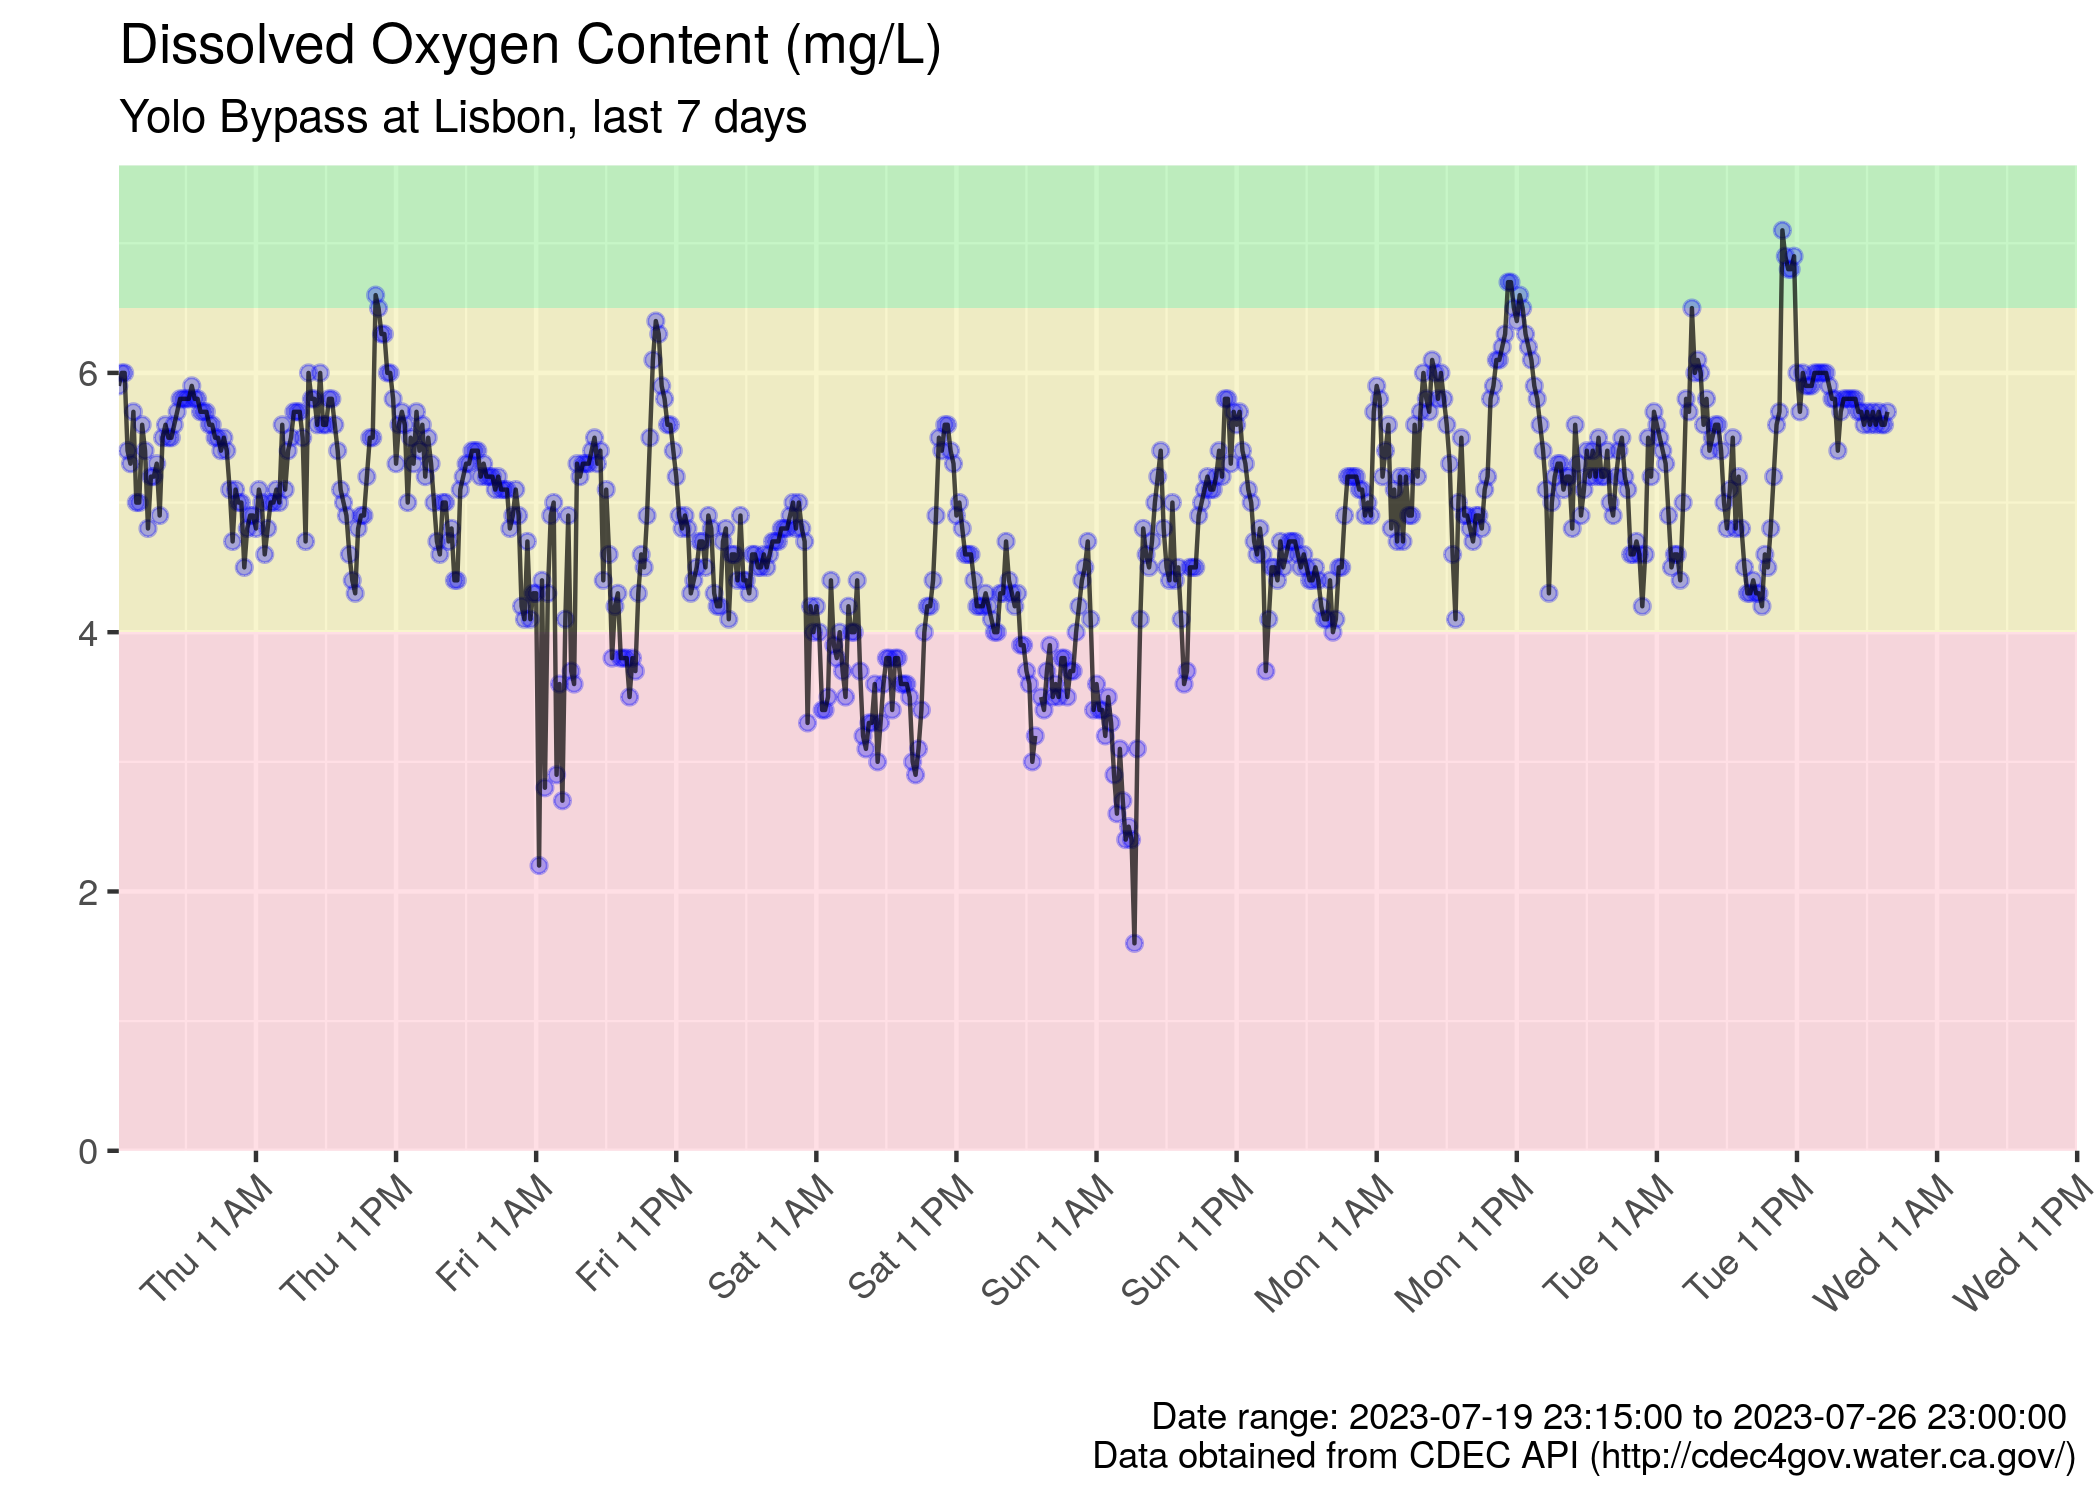 Dissolved Oxygen Content (mg/L)
Yolo Bypass at Lisbon, last 7 days
6
4
2
0
Thu 11AM
Thu 11PM
Fri 11AM
Fri 11PM
Sat 11AM
Sat 11PM
Sun 11AM
Sun 11PM
Mon 11AM
Mon 11PM
Tue 11AM
Tue 11PM
Wed 11AM
Wed 11PM
Date range: 2023-07-19 23:15:00 to 2023-07-26 23:00:00
Data obtained from CDEC API (http://cdec4gov.water.ca.gov/)